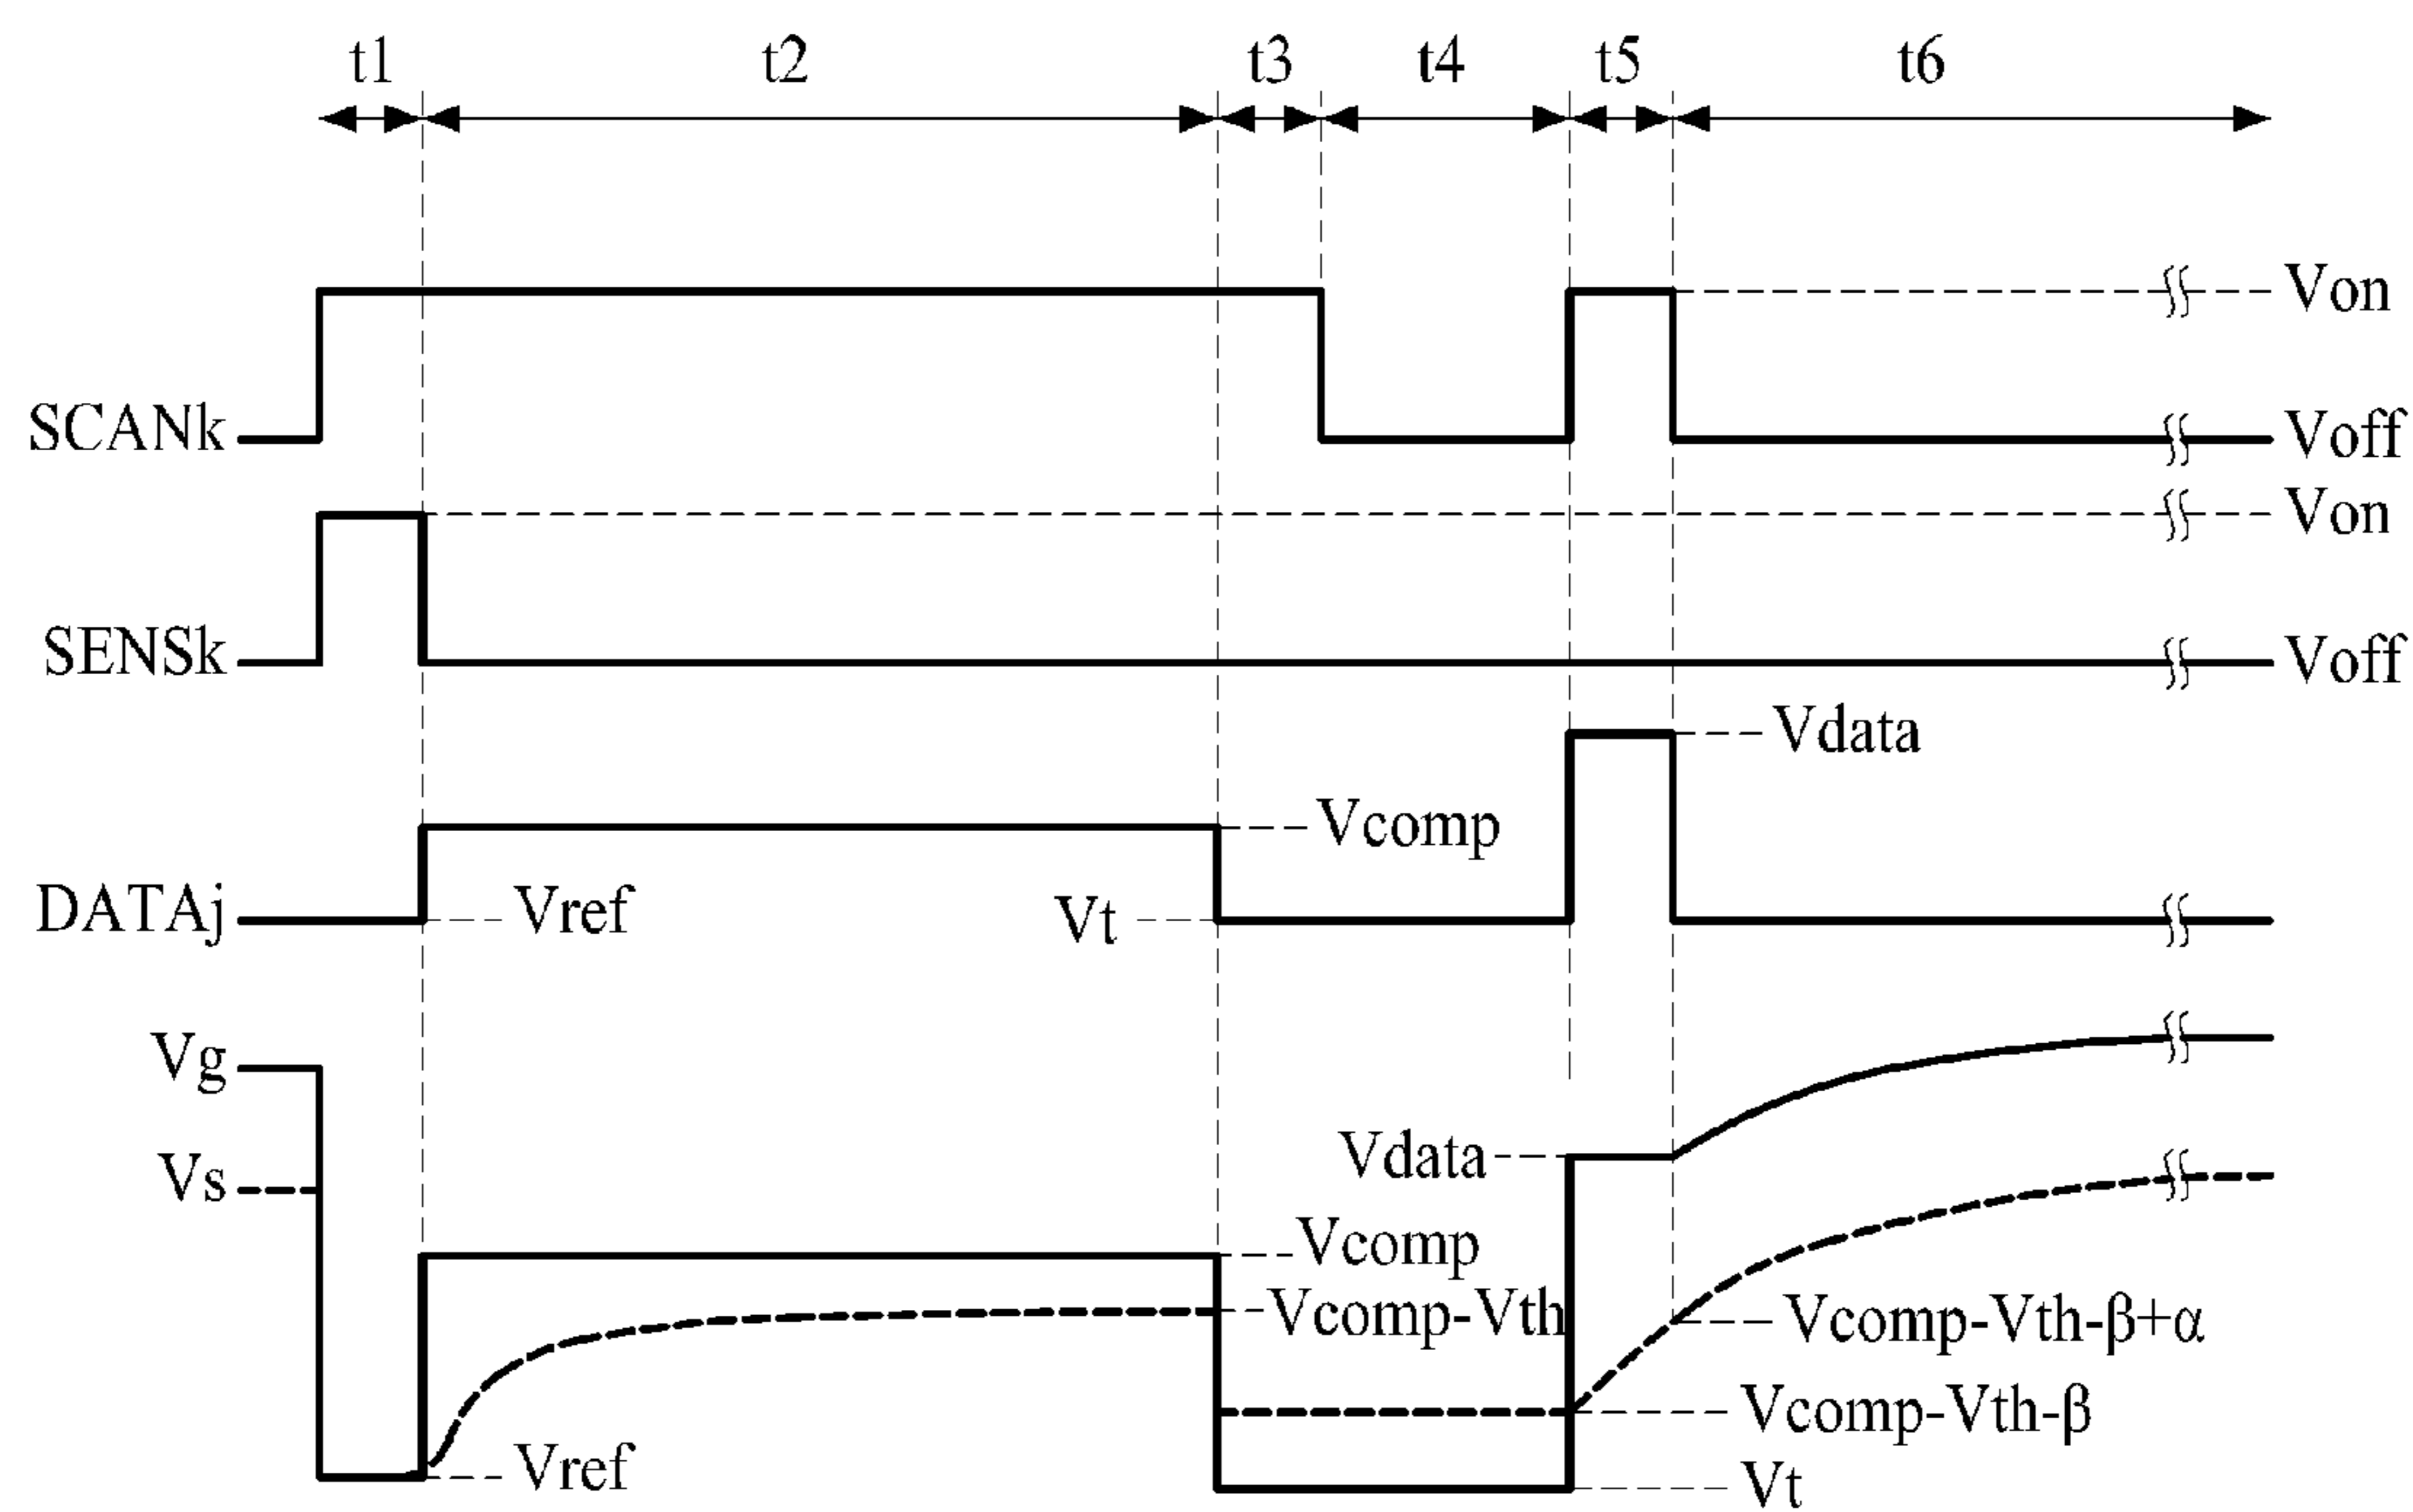 t1 t2 t3 t4 t5 t6
Von
SCANk
Voff
Von
SENSk
Voff
Vdata
Vcomp
DATAj
Vref
Vt
Vg
Vdata
Vs
Vcomp
Vcomp-Vth
Vcomp-Vth-β+α
Vcomp-Vth-β
Vref
Vt